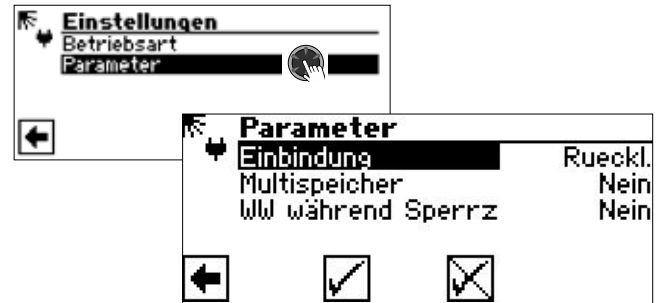 Einstellungen
Betriebsart
Parameter
Parameter
Einbindung Rueckl.
Multispeicher Nein
WW während Sperrz Nein